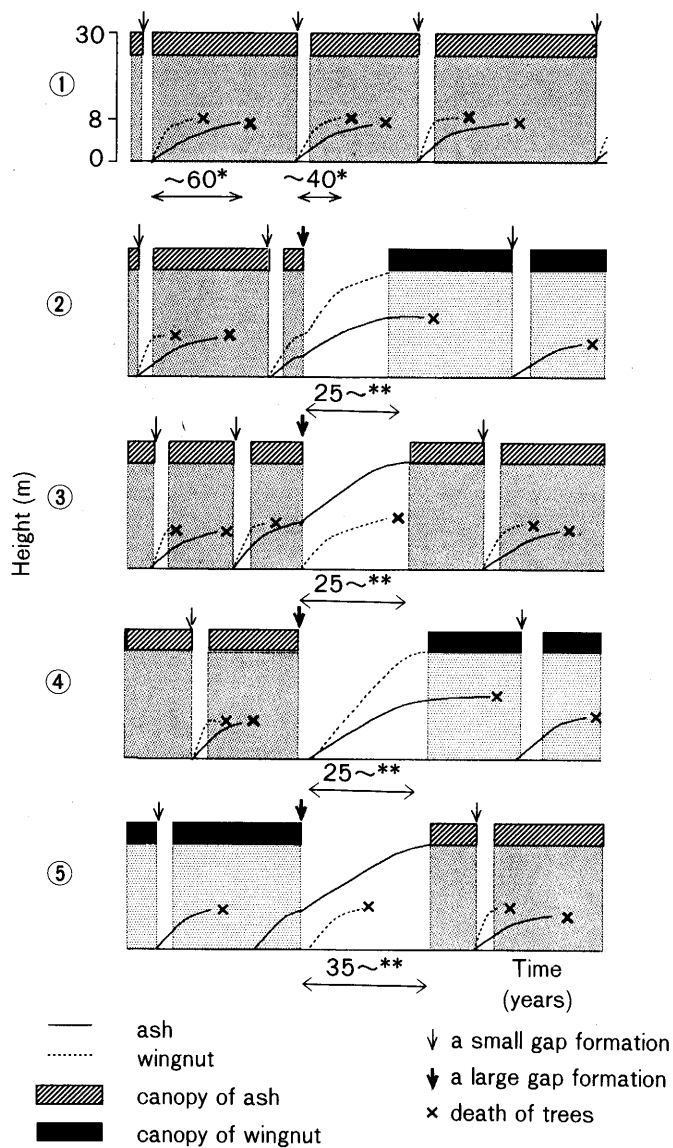 30
8
0
①
~60*
~40*
②
25~**
③
25~**
Height (m)
④
25~**
⑤
35~**
Time
(years)
ash
wingnut
canopy of ash
canopy of wingnut
a small gap formation
a large gap formation
death of trees